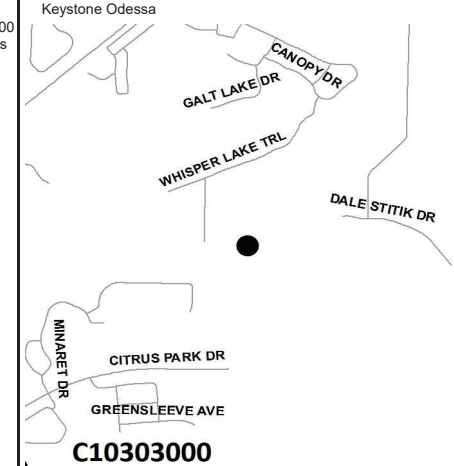 Keystone Odessa
00
s
CANOPY DR
GALT LAKE DR
WHISPER LAKE TRL
DALE STITIK DR
MINARET DR
CITRUS PARK DR
GREENSLEEVE AVE
C10303000